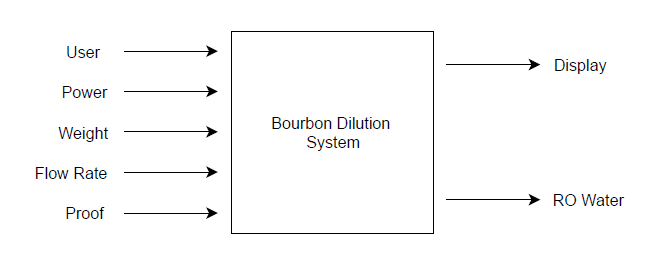 User
Power
Weight
Flow Rate
Proof
Bourbon Dilution
System
Display
RO Water